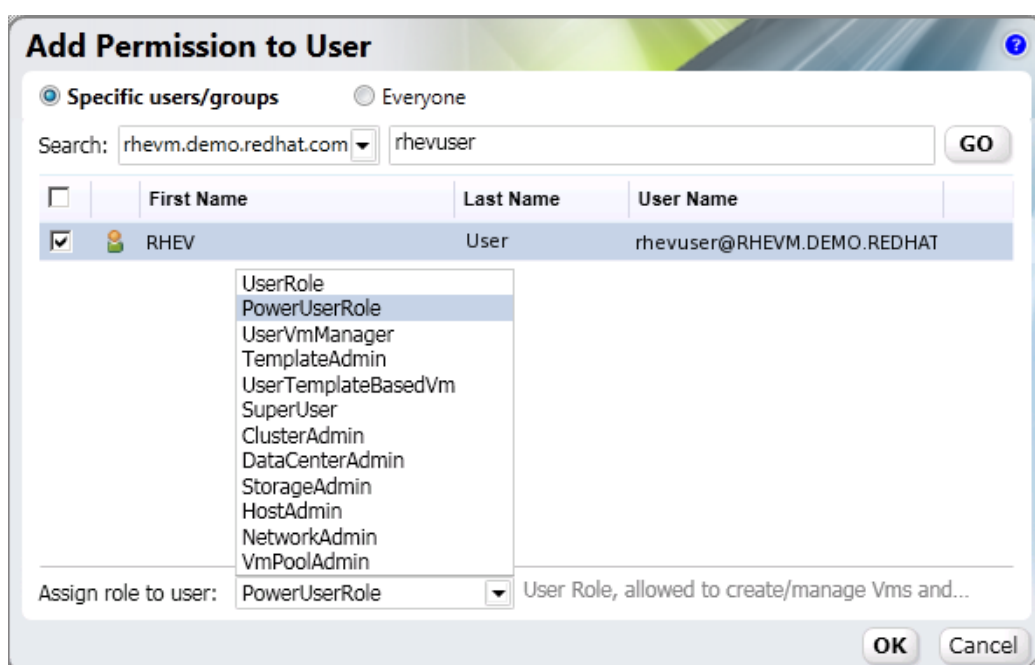 Add Permission to User
?
Specific users/groups Everyone
Search: rhevm.demo.redhat.com rhevuser GO
First Name Last Name User Name
RHEV User rhevuser@RHEVM.DEMO.REDHAT
UserRole
PowerUserRole
UserVmManager
TemplateAdmin
UserTemplateBasedVm
SuperUser
ClusterAdmin
DataCenterAdmin
StorageAdmin
HostAdmin
NetworkAdmin
VmPoolAdmin
Assign role to user: PowerUserRole User Role, allowed to create/manage Vms and...
OK Cancel